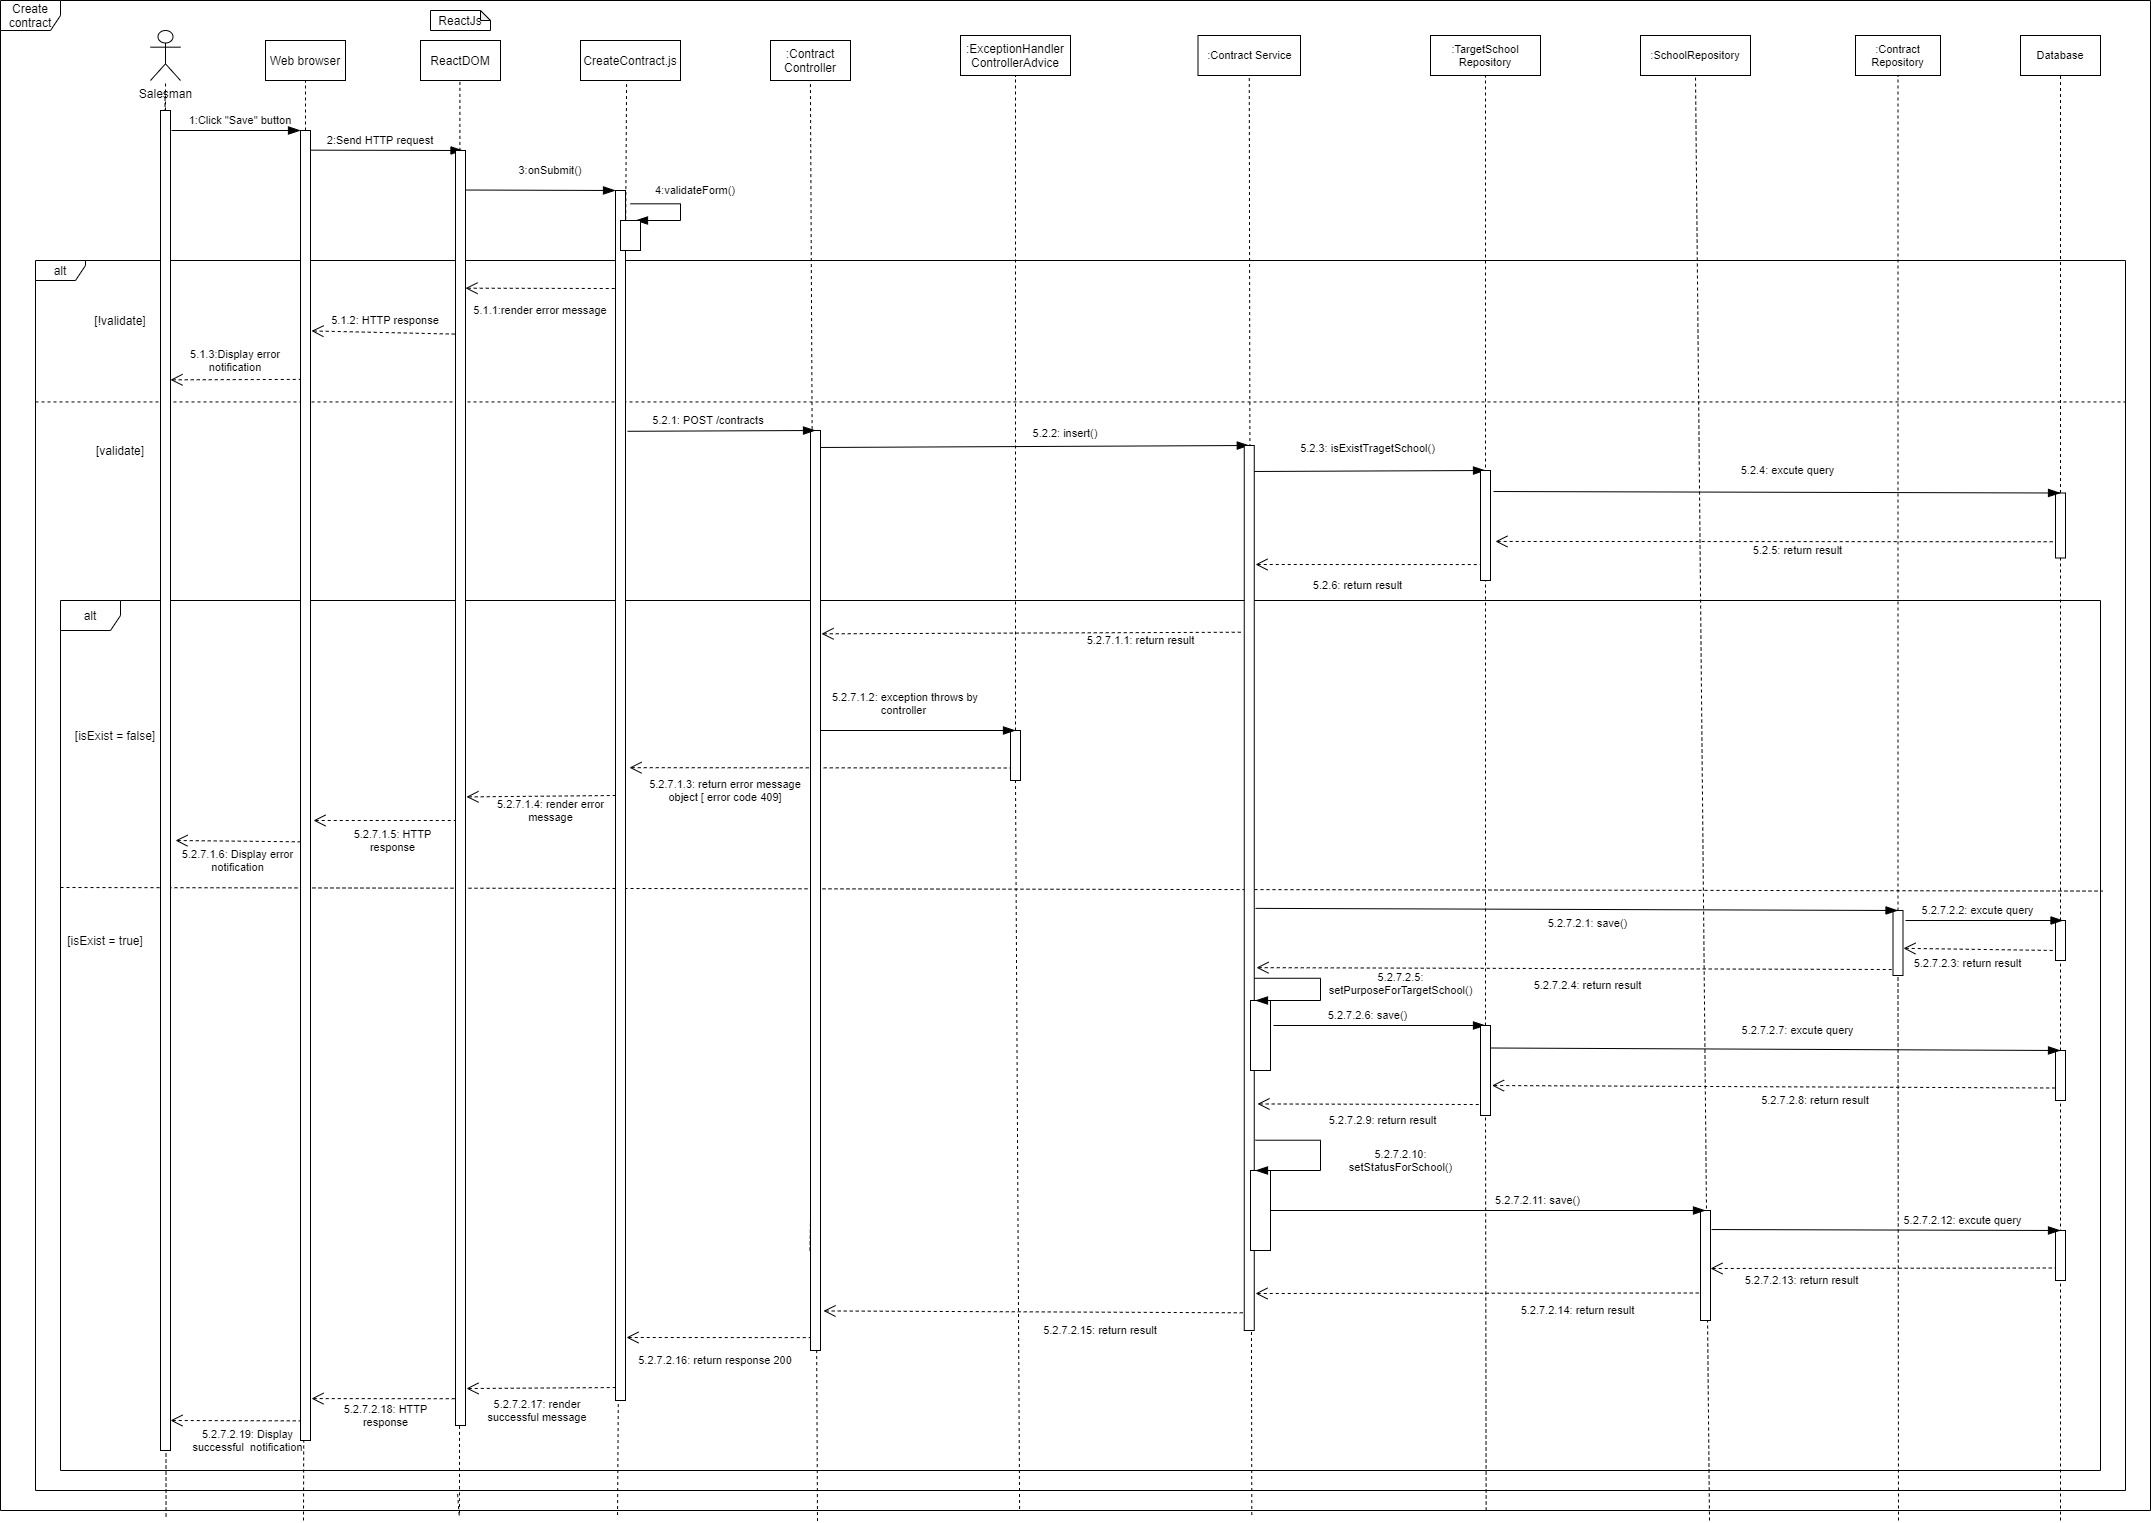 Create
contract
ReactJs
Salesman
Web browser
ReactDOM
CreateContract.js
:Contract
Controller
:ExceptionHandler
ControllerAdvice
:Contract Service
:TargetSchool
Repository
:SchoolRepository
:Contract
Repository
Database
1:Click "Save" button
2:Send HTTP request
3:onSubmit()
4:validateForm()
alt
[!validate]
5.1.1:render error message
5.1.2: HTTP response
5.1.3:Display error
notification
[validate]
5.2.1: POST /contracts
5.2.2: insert()
5.2.3: isExistTragetSchool()
5.2.4: excute query
5.2.5: return result
5.2.6: return result
alt
5.2.7.1.1: return result
5.2.7.1.2: exception throws by
controller
[isExist = false]
5.2.7.1.3: return error message
object [ error code 409]
5.2.7.1.4: render error
message
5.2.7.1.5: HTTP
response
5.2.7.1.6: Display error
notification
[isExist = true]
5.2.7.2.1: save()
5.2.7.2.2: excute query
5.2.7.2.3: return result
5.2.7.2.4: return result
5.2.7.2.5:
setPurposeForTargetSchool()
5.2.7.2.6: save()
5.2.7.2.7: excute query
5.2.7.2.8: return result
5.2.7.2.9: return result
5.2.7.2.10:
setStatusForSchool()
5.2.7.2.11: save()
5.2.7.2.12: excute query
5.2.7.2.13: return result
5.2.7.2.14: return result
5.2.7.2.15: return result
5.2.7.2.16: return response 200
5.2.7.2.17: render
successful message
5.2.7.2.18: HTTP
response
5.2.7.2.19: Display
successful  notification